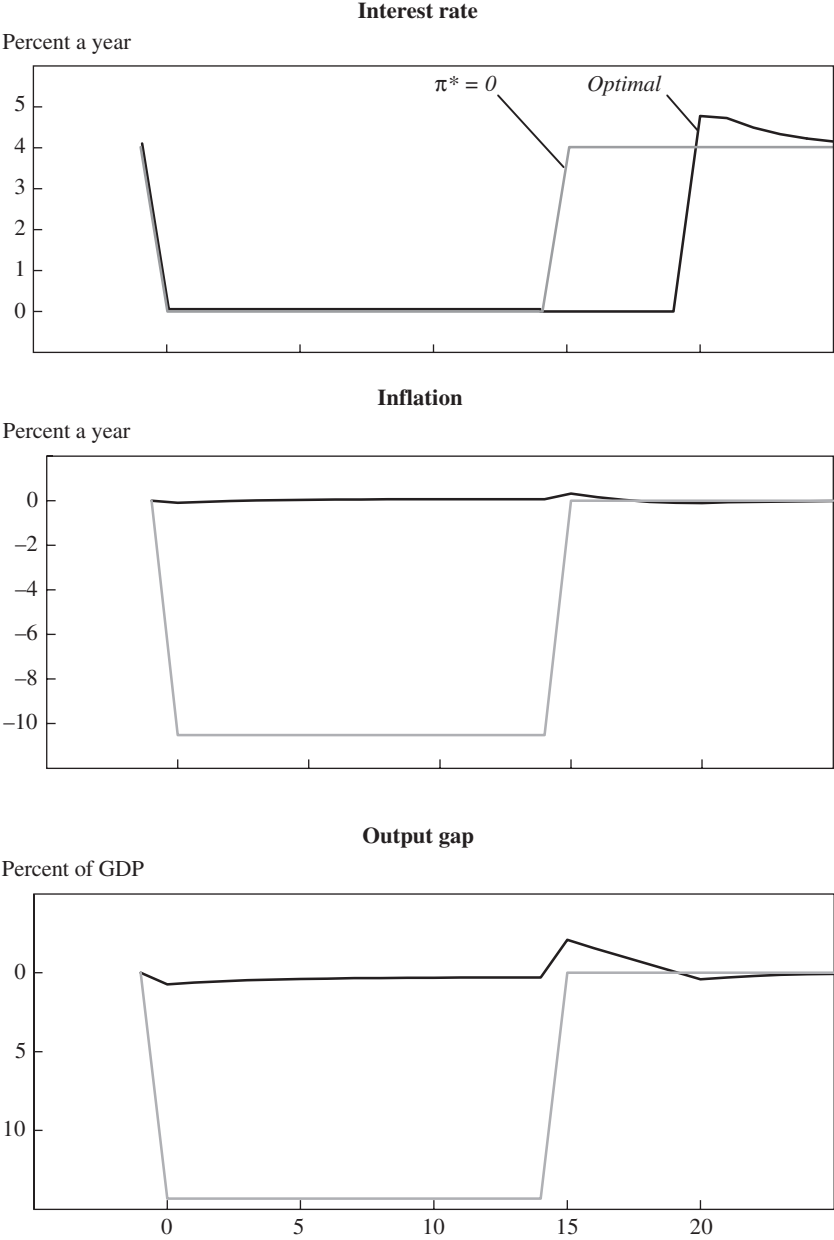 Interest rate
Percent a year
π* = 0
Optimal
5
4
3
2
1
0
Inflation
Percent a year
0
–2
–4
–6
–8
–10
Output gap
Percent of GDP
0
5
10
0
5
10
15
20